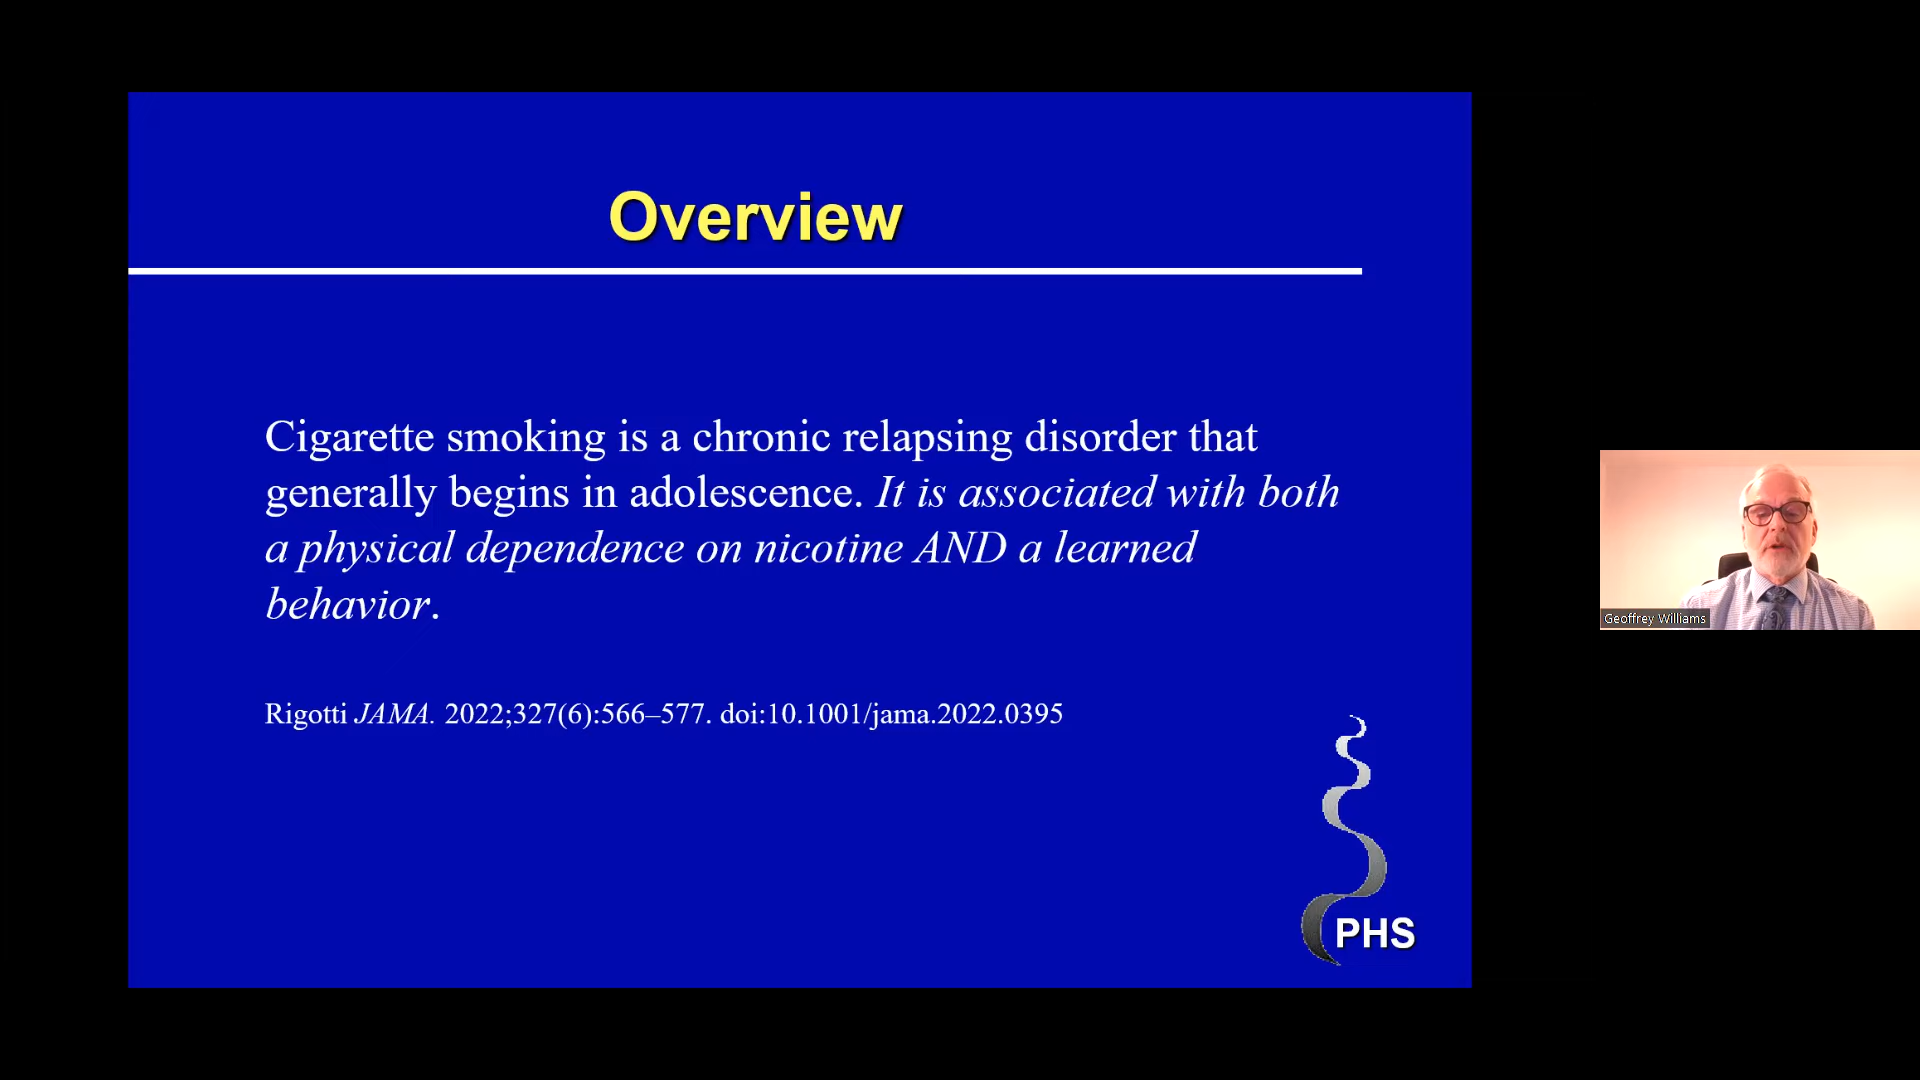 Overview
Cigarette smoking is a chronic relapsing disorder that
generally begins in adolescence. It is associated with both
a physical dependence on nicotine AND a learned
behavior.
Rigotti JAMA. 2022;327(6):566–577. doi:10.1001/jama.2022.0395
PHS
Geoffrey Williams